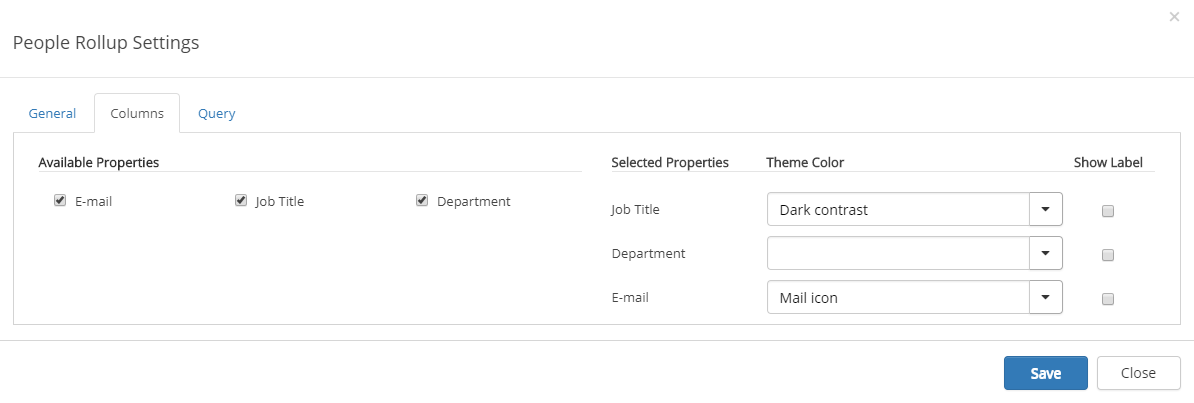 People Rollup Settings
General Columns Query
Available Properties
E-mail Job Title Department
Selected Properties Theme Color Show Label
Job Title Dark contrast
Department
E-mail Mail icon
Save Close